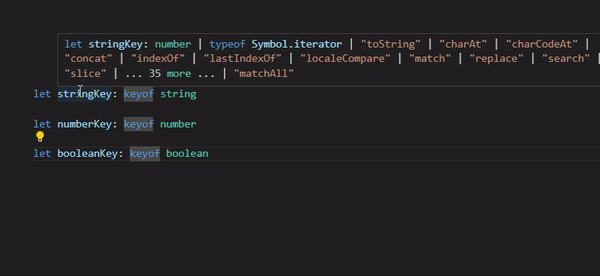 let stringKey: number | typeof Symbol.iterator | "toString" | "charAt" | "charCodeAt" |
"concat" | "indexOf" | "lastIndexOf" | "localeCompare" | "match" | "replace" | "search" |
"slice" | ... 35 more ... | "matchAll"
let stringKey: keyof string
let numberKey: keyof number
let booleanKey: keyof boolean